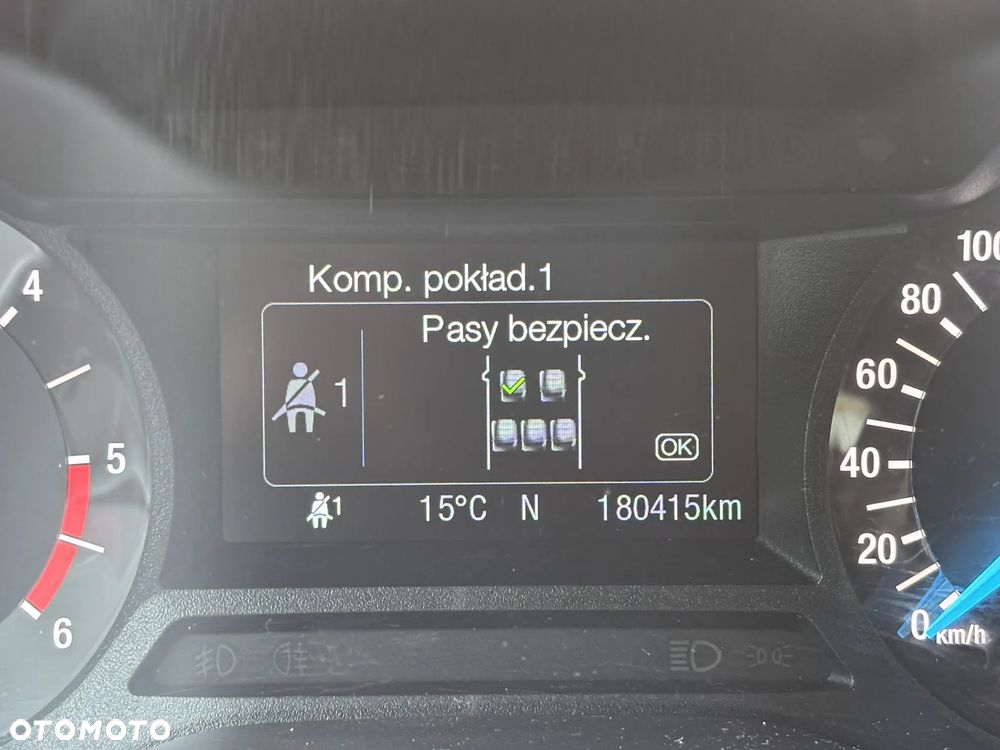 Komp. pokład.1
Pasy bezpiecz.
1
OK
1 15°C N 180415km
4
5
6
100
80
60
40
20
0 km/h
OTOMOTO